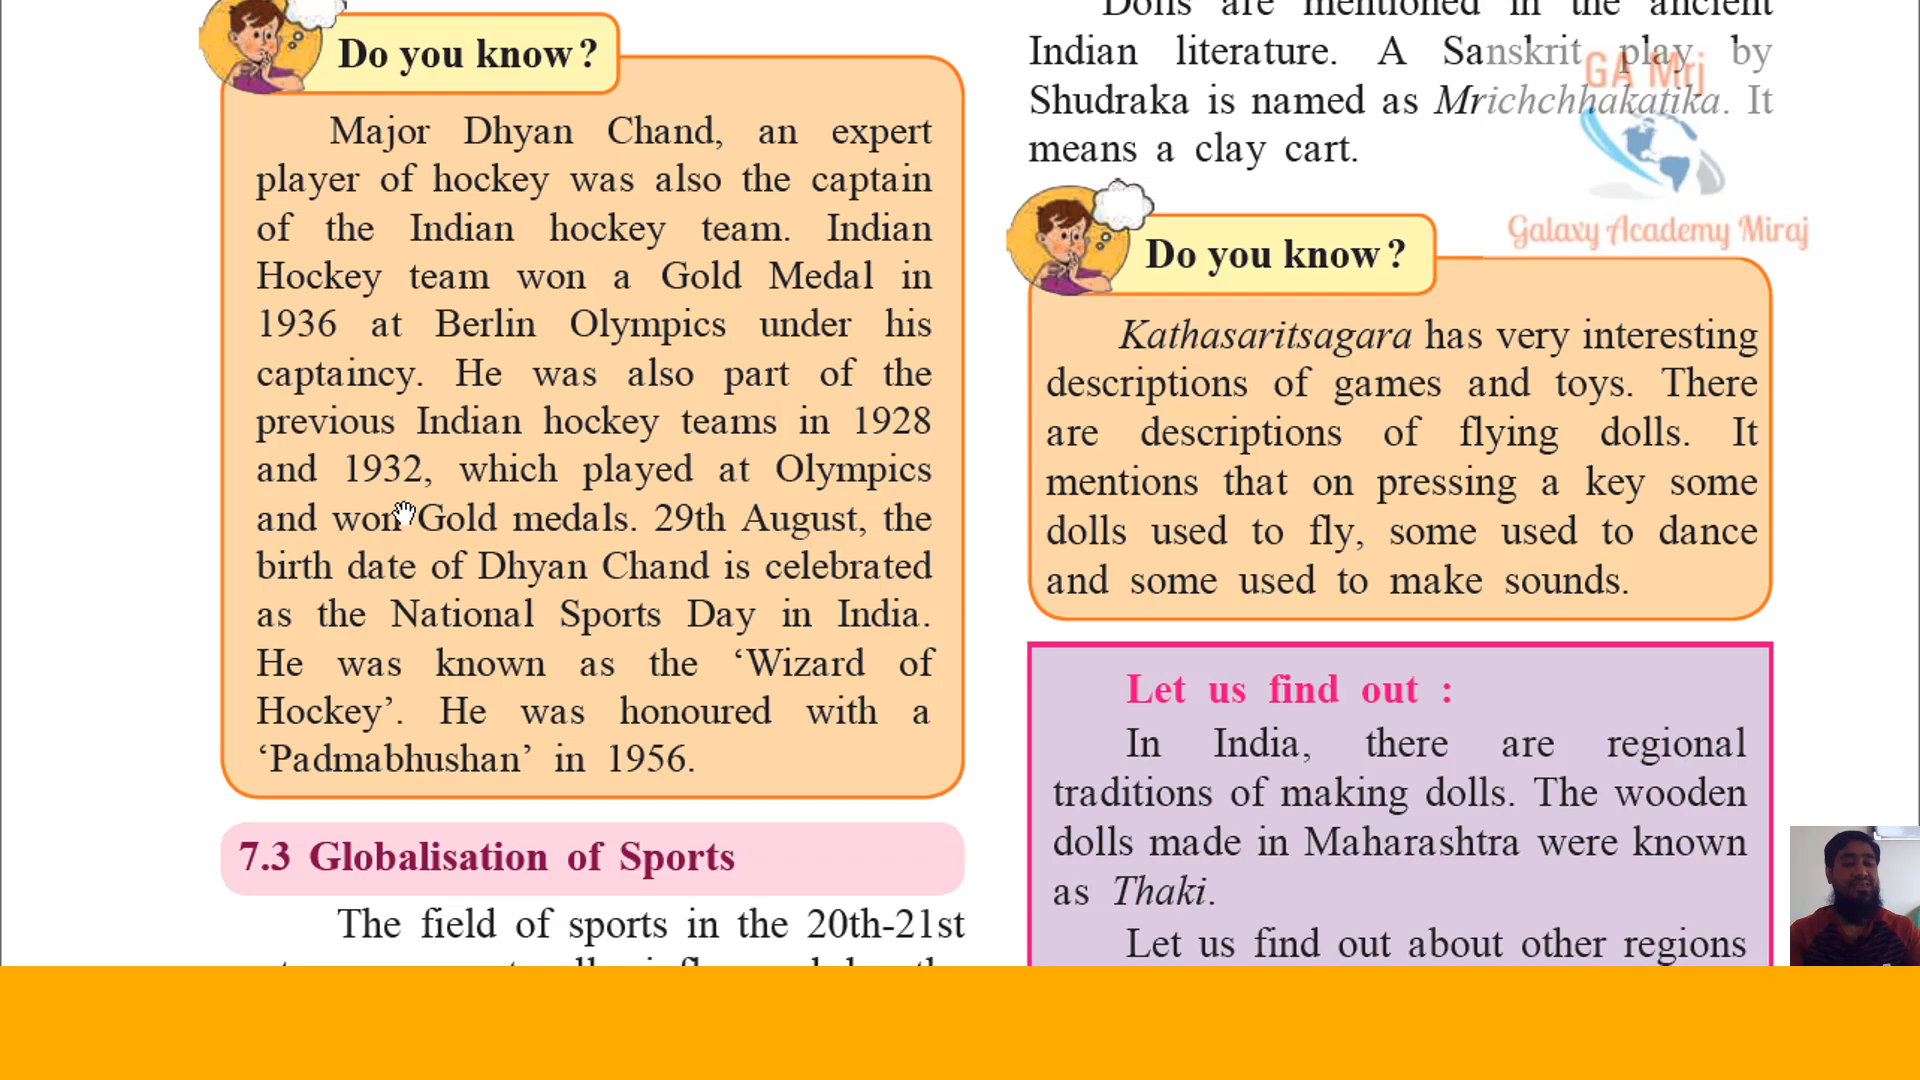 Do you know ?
Major Dhyan Chand, an expert
player of hockey was also the captain
of the Indian hockey team. Indian
Hockey team won a Gold Medal in
1936 at Berlin Olympics under his
captaincy. He was also part of the
previous Indian hockey teams in 1928
and 1932, which played at Olympics
and won Gold medals. 29th August, the
birth date of Dhyan Chand is celebrated
as the National Sports Day in India.
He was known as the ‘Wizard of
Hockey’. He was honoured with a
‘Padmabhushan’ in 1956.
7.3 Globalisation of Sports
The field of sports in the 20th-21st
Dolls are mentioned in the ancient
Indian literature. A Sanskrit play by
Shudraka is named as Mrichchhakatika. It
means a clay cart.
GA Mrj
Galaxy Academy Miraj
Do you know ?
Kathasaritsagara has very interesting
descriptions of games and toys. There
are descriptions of flying dolls. It
mentions that on pressing a key some
dolls used to fly, some used to dance
and some used to make sounds.
Let us find out :
In India, there are regional
traditions of making dolls. The wooden
dolls made in Maharashtra were known
as Thaki.
Let us find out about other regions